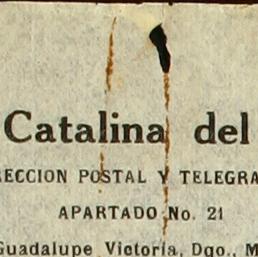 Catalina del
RECCION POSTAL Y TELEGRA
APARTADO No. 21
Guadalupe Victoria, Dgo., M